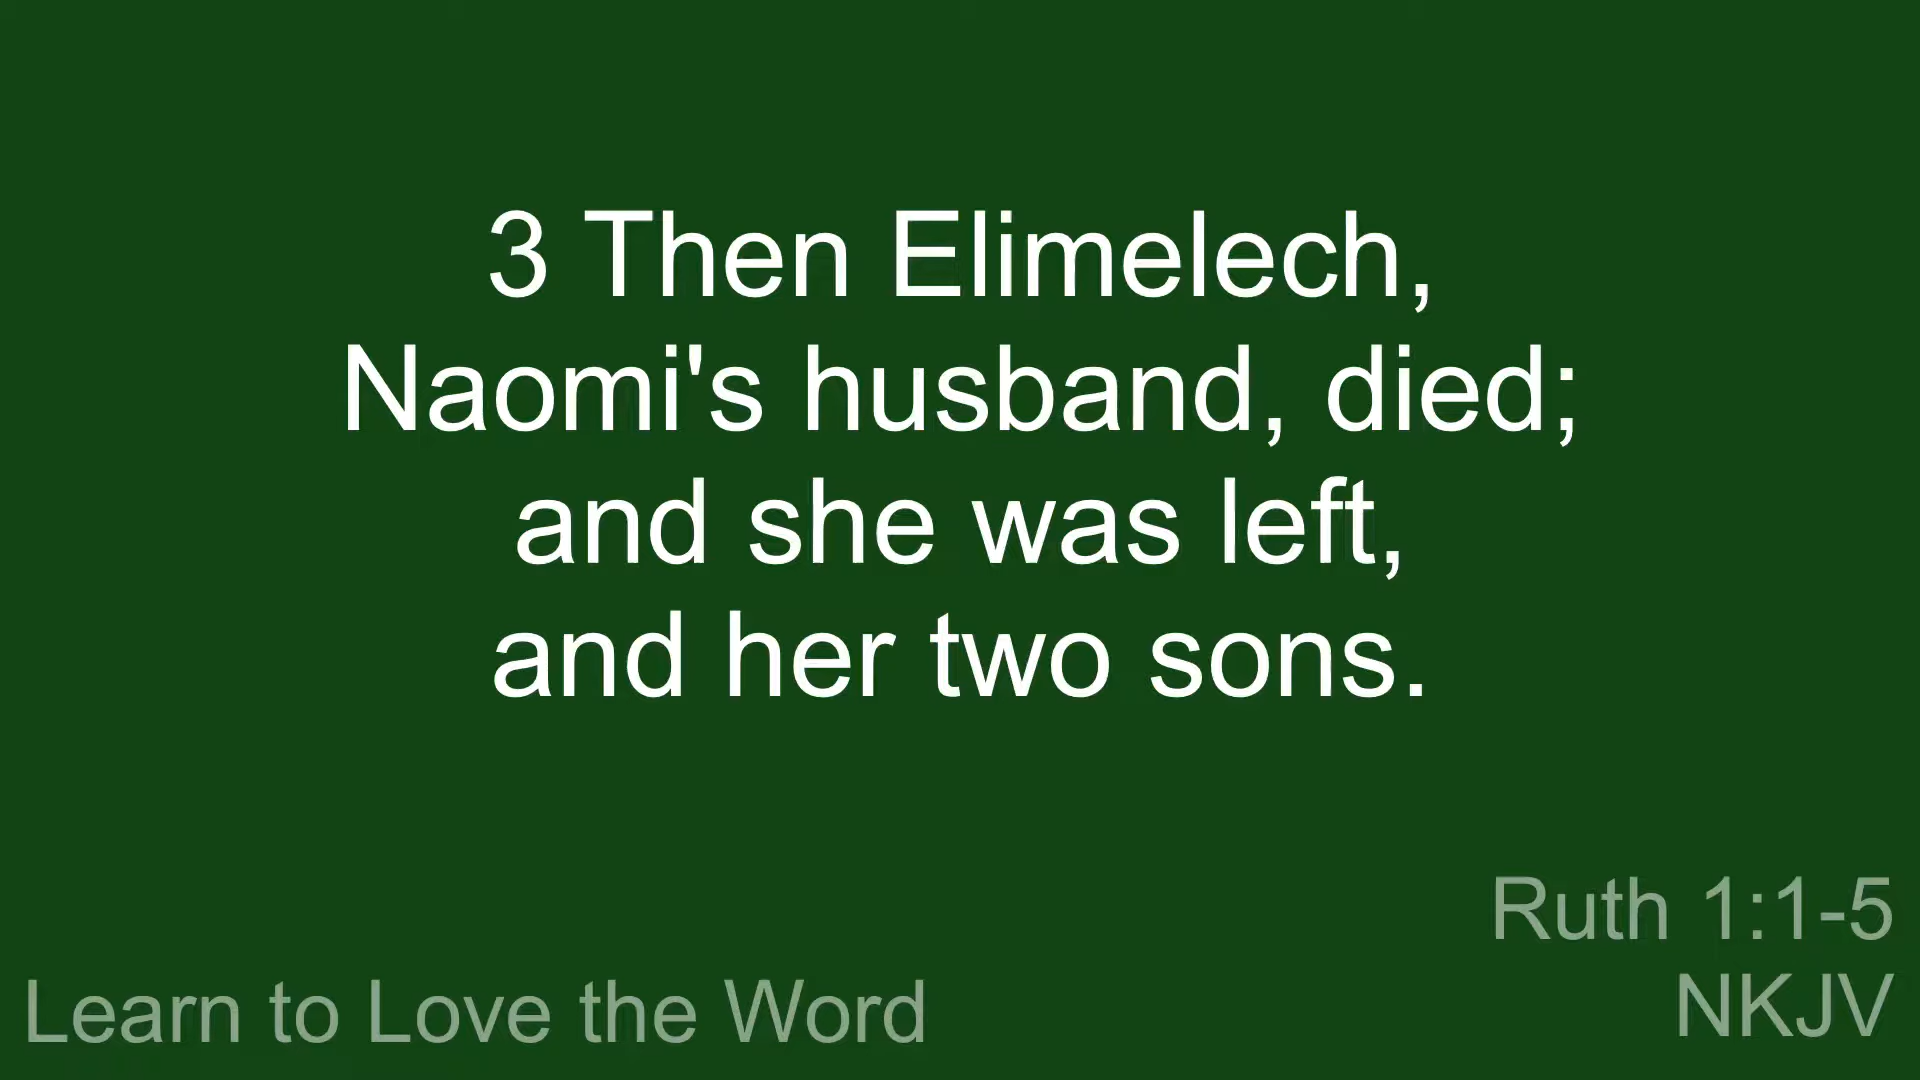 3 Then Elimelech,
Naomi's husband, died;
and she was left,
and her two sons.
Ruth 1:1-5
NKJV
Learn to Love the Word